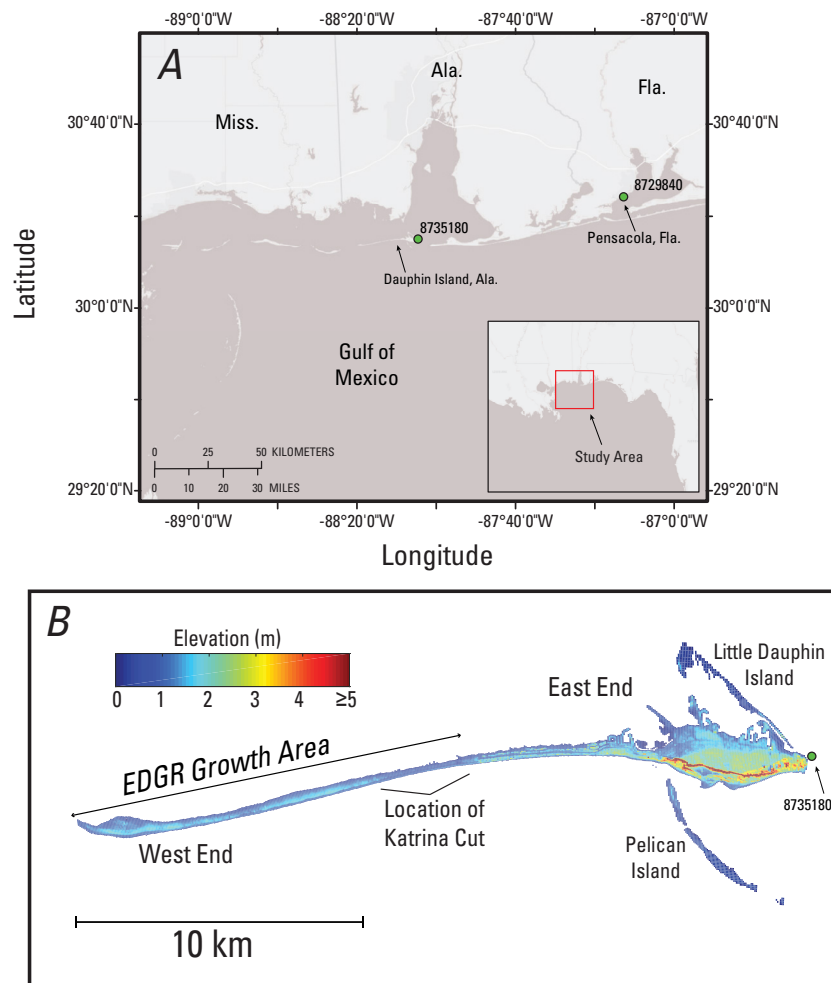 -89°0'0"W -88°20'0"W -87°40'0"W -87°0'0"W
A
Ala.
Fla.
Miss.
30°40'0"N 30°40'0"N
8729840
8735180
Pensacola, Fla.
Dauphin Island, Ala.
Latitude
30°0'0"N 30°0'0"N
Gulf of
Mexico
Study Area
0 25 50 KILOMETERS
0 10 20 30 MILES
29°20'0"N 29°20'0"N
-89°0'0"W -88°20'0"W -87°40'0"W -87°0'0"W
Longitude
B
Elevation (m)
0 1 2 3 4 ≥5
Little Dauphin
Island
East End
EDGR Growth Area
8735180
Location of
Katrina Cut
West End
Pelican
Island
10 km